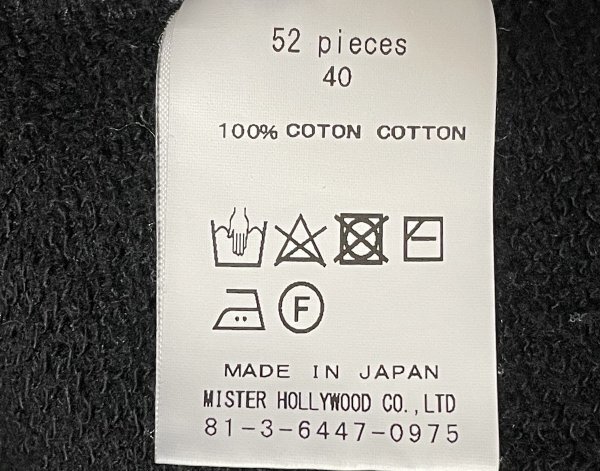 52 pieces
40
100% COTON COTTON
F
MADE IN JAPAN
MISTER HOLLYWOOD CO.,LTD
81-3-6447-0975